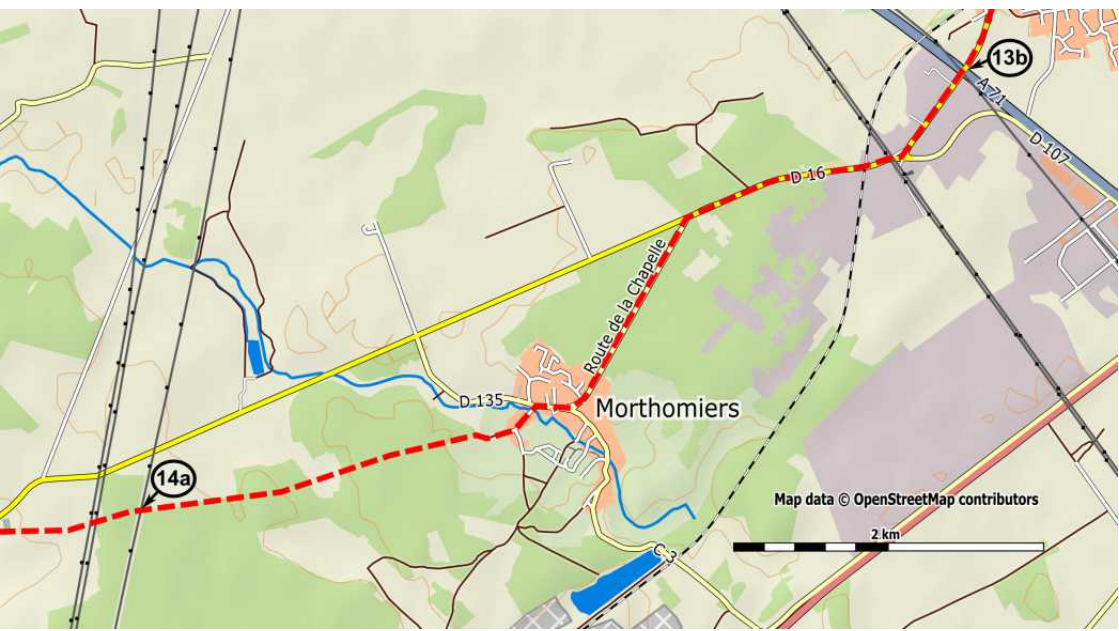 13b
A 71
D 107
D 16
Route de la Chapelle
D 135
Morthomiers
14a
Map data © OpenStreetMap contributors
2 km
C 3